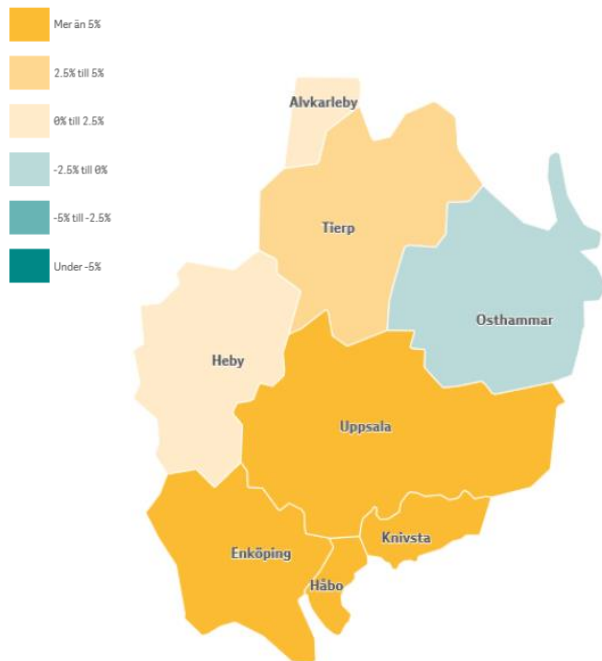 Mer än 5%
2.5% till 5%
0% till 2.5%
-2.5% till 0%
-5% till -2.5%
Under -5%
Alvkarleby
Tierp
Osthammar
Heby
Uppsala
Knivsta
Enköping
Håbo